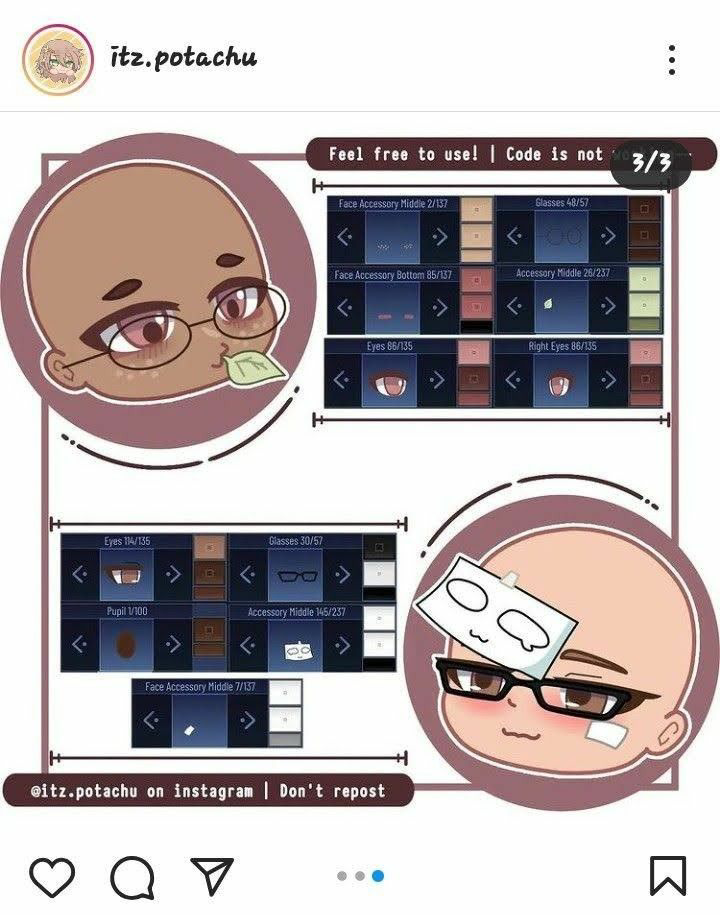 itz.potachu
Feel free to use! | Code is not
3/3
Face Accessory Middle 2/137
Glasses 48/57
Face Accessory Bottom 85/137
Accessory Middle 26/237
Eyes 86/135
Right Eyes 86/135
Eyes 114/135
Glasses 30/57
Pupil 1/100
Accessory Middle 145/237
Face Accessory Middle 7/137
@itz.potachu on instagram | Don't repost